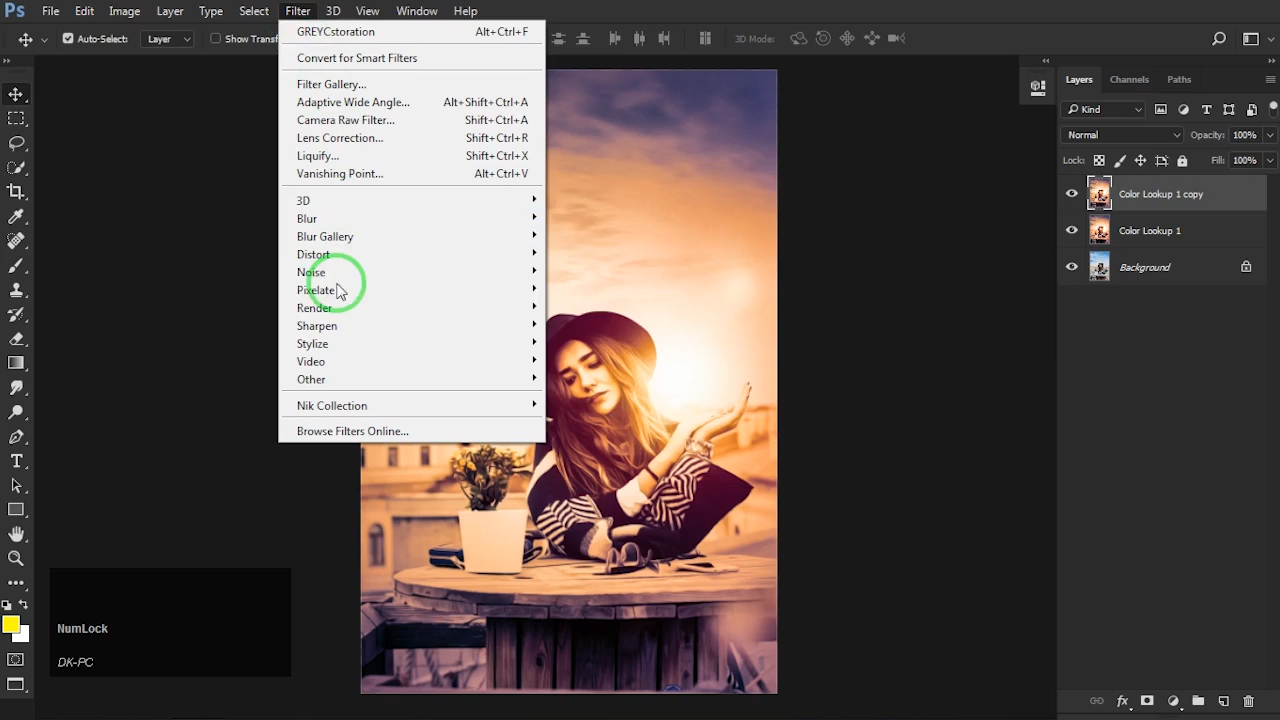 Ps File Edit Image Layer Type Select Filter 3D View Window Help
Auto-Select: Layer Show Transf 3D Mode:
GREYCstoration Alt+Ctrl+F
Convert for Smart Filters
Filter Gallery...
Adaptive Wide Angle... Alt+Shift+Ctrl+A
Camera Raw Filter... Shift+Ctrl+A
Lens Correction... Shift+Ctrl+R
Liquify... Shift+Ctrl+X
Vanishing Point... Alt+Ctrl+V
3D
Blur
Blur Gallery
Distort
Noise
Pixelate
Render
Sharpen
Stylize
Video
Other
Nik Collection
Browse Filters Online...
Layers Channels Paths
Kind
Normal Opacity: 100%
Lock: Fill: 100%
Color Lookup 1 copy
Color Lookup 1
Background
NumLock
DK-PC